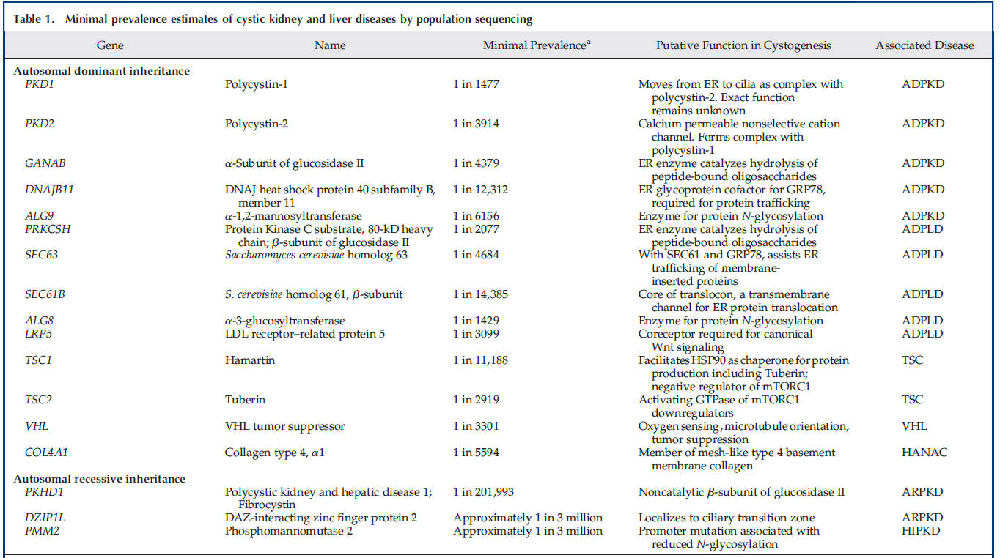 Table 1. Minimal prevalence estimates of cystic kidney and liver diseases by population sequencing
Gene Name Minimal Prevalenceᵃ Putative Function in Cystogenesis Associated Disease
Autosomal dominant inheritance
PKD1 Polycystin-1 1 in 1477 Moves from ER to cilia as complex with ADPKD
polycystin-2. Exact function
remains unknown
PKD2 Polycystin-2 1 in 3914 Calcium permeable nonselective cation ADPKD
channel. Forms complex with
polycystin-1
GANAB α-Subunit of glucosidase II 1 in 4379 ER enzyme catalyzes hydrolysis of ADPKD
peptide-bound oligosaccharides
DNAJB11 DNAJ heat shock protein 40 subfamily B, 1 in 12,312 ER glycoprotein cofactor for GRP78, ADPKD
member 11 required for protein trafficking
ALG9 α-1,2-mannosyltransferase 1 in 6156 Enzyme for protein N-glycosylation ADPKD
PRKCSH Protein Kinase C substrate, 80-kD heavy 1 in 2077 ER enzyme catalyzes hydrolysis of ADPLD
chain; β-subunit of glucosidase II peptide-bound oligosaccharides
SEC63 Saccharomyces cerevisiae homolog 63 1 in 4684 With SEC61 and GRP78, assists ER ADPLD
trafficking of membrane-
inserted proteins
SEC61B S. cerevisiae homolog 61, β-subunit 1 in 14,385 Core of translocon, a transmembrane ADPLD
channel for ER protein translocation
ALG8 α-3-glucosyltransferase 1 in 1429 Enzyme for protein N-glycosylation ADPLD
LRP5 LDL receptor–related protein 5 1 in 3099 Coreceptor required for canonical ADPLD
Wnt signaling
TSC1 Hamartin 1 in 11,188 Facilitates HSP90 as chaperone for protein TSC
production including Tuberin;
negative regulator of mTORC1
TSC2 Tuberin 1 in 2919 Activating GTPase of mTORC1 TSC
downregulators
VHL VHL tumor suppressor 1 in 3301 Oxygen sensing, microtubule orientation, VHL
tumor suppression
COL4A1 Collagen type 4, α1 1 in 5594 Member of mesh-like type 4 basement HANAC
membrane collagen
Autosomal recessive inheritance
PKHD1 Polycystic kidney and hepatic disease 1; 1 in 201,993 Noncatalytic β-subunit of glucosidase II ARPKD
Fibrocystin
DZIP1L DAZ-interacting zinc finger protein 2 Approximately 1 in 3 million Localizes to ciliary transition zone ARPKD
PMM2 Phosphomannomutase 2 Approximately 1 in 3 million Promoter mutation associated with HIPKD
reduced N-glycosylation